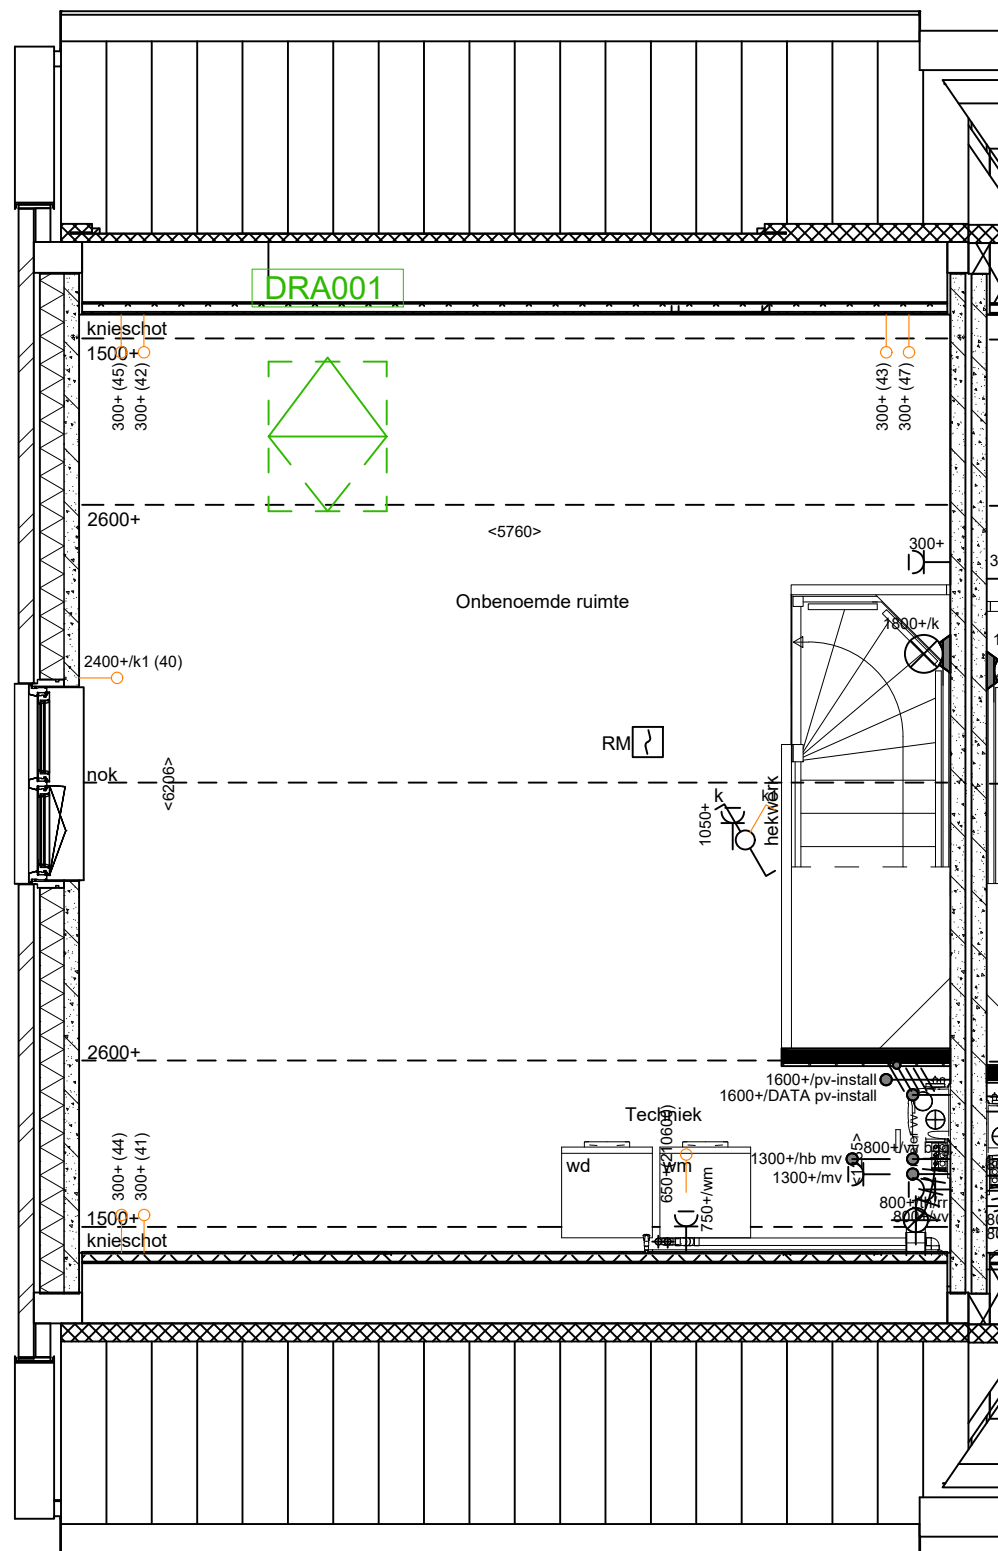 DRA001
knieschot
1500+
300+ (45)
300+ (42)
300+ (43)
300+ (47)
2600+
<5760>
300+
Onbenoemde ruimte
1800+/k
2400+/k1 (40)
RM
nok
<6206>
k
1050+
hekwerk
2600+
1600+/pv-install
1600+/DATA pv-install
Techniek
wd
wm
650+ (210600)
750+/wm
1300+/hb mv
1300+/mv
300+ (44)
300+ (41)
1500+
knieschot